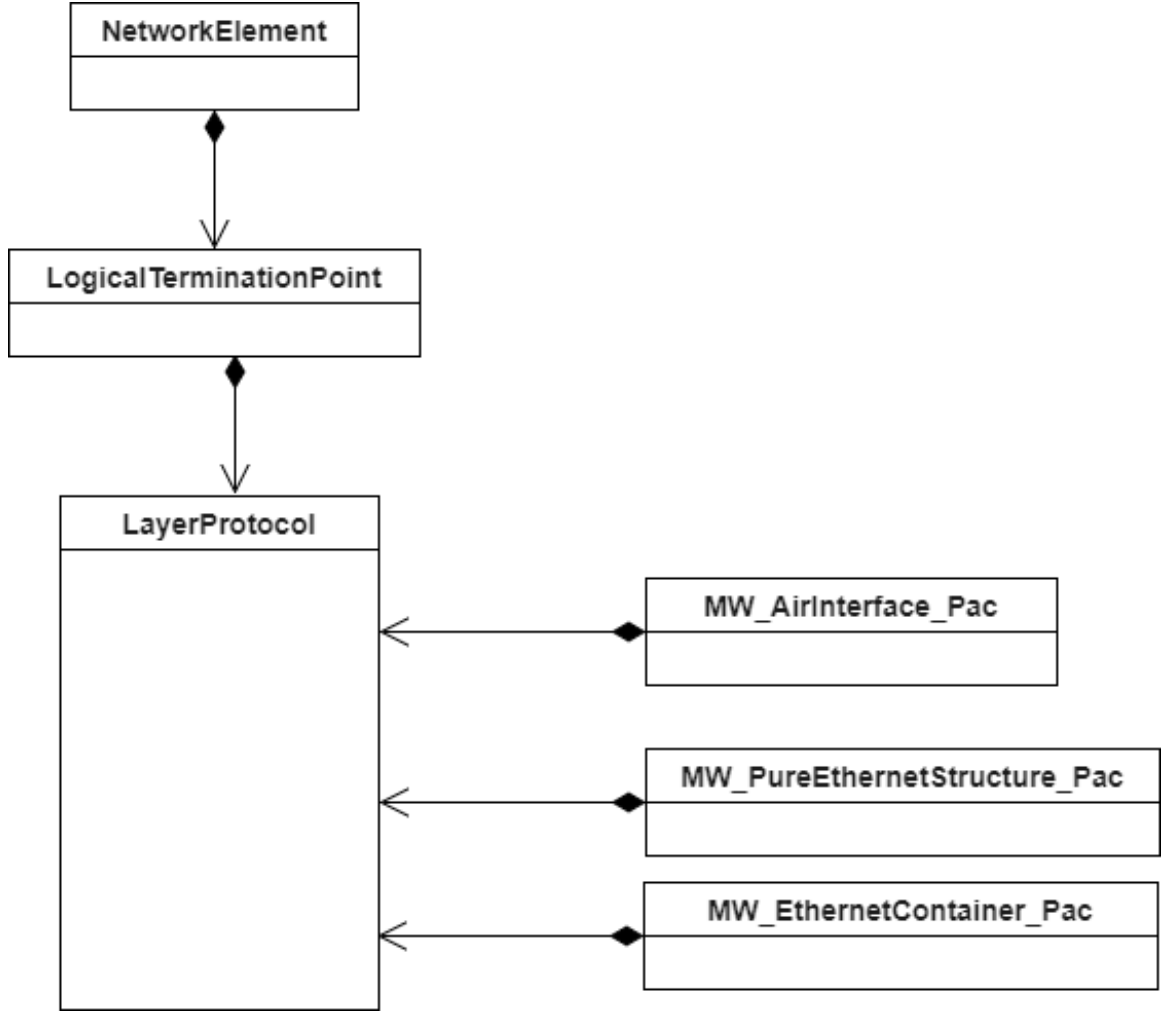 NetworkElement
LogicalTerminationPoint
LayerProtocol
MW_AirInterface_Pac
MW_PureEthernetStructure_Pac
MW_EthernetContainer_Pac